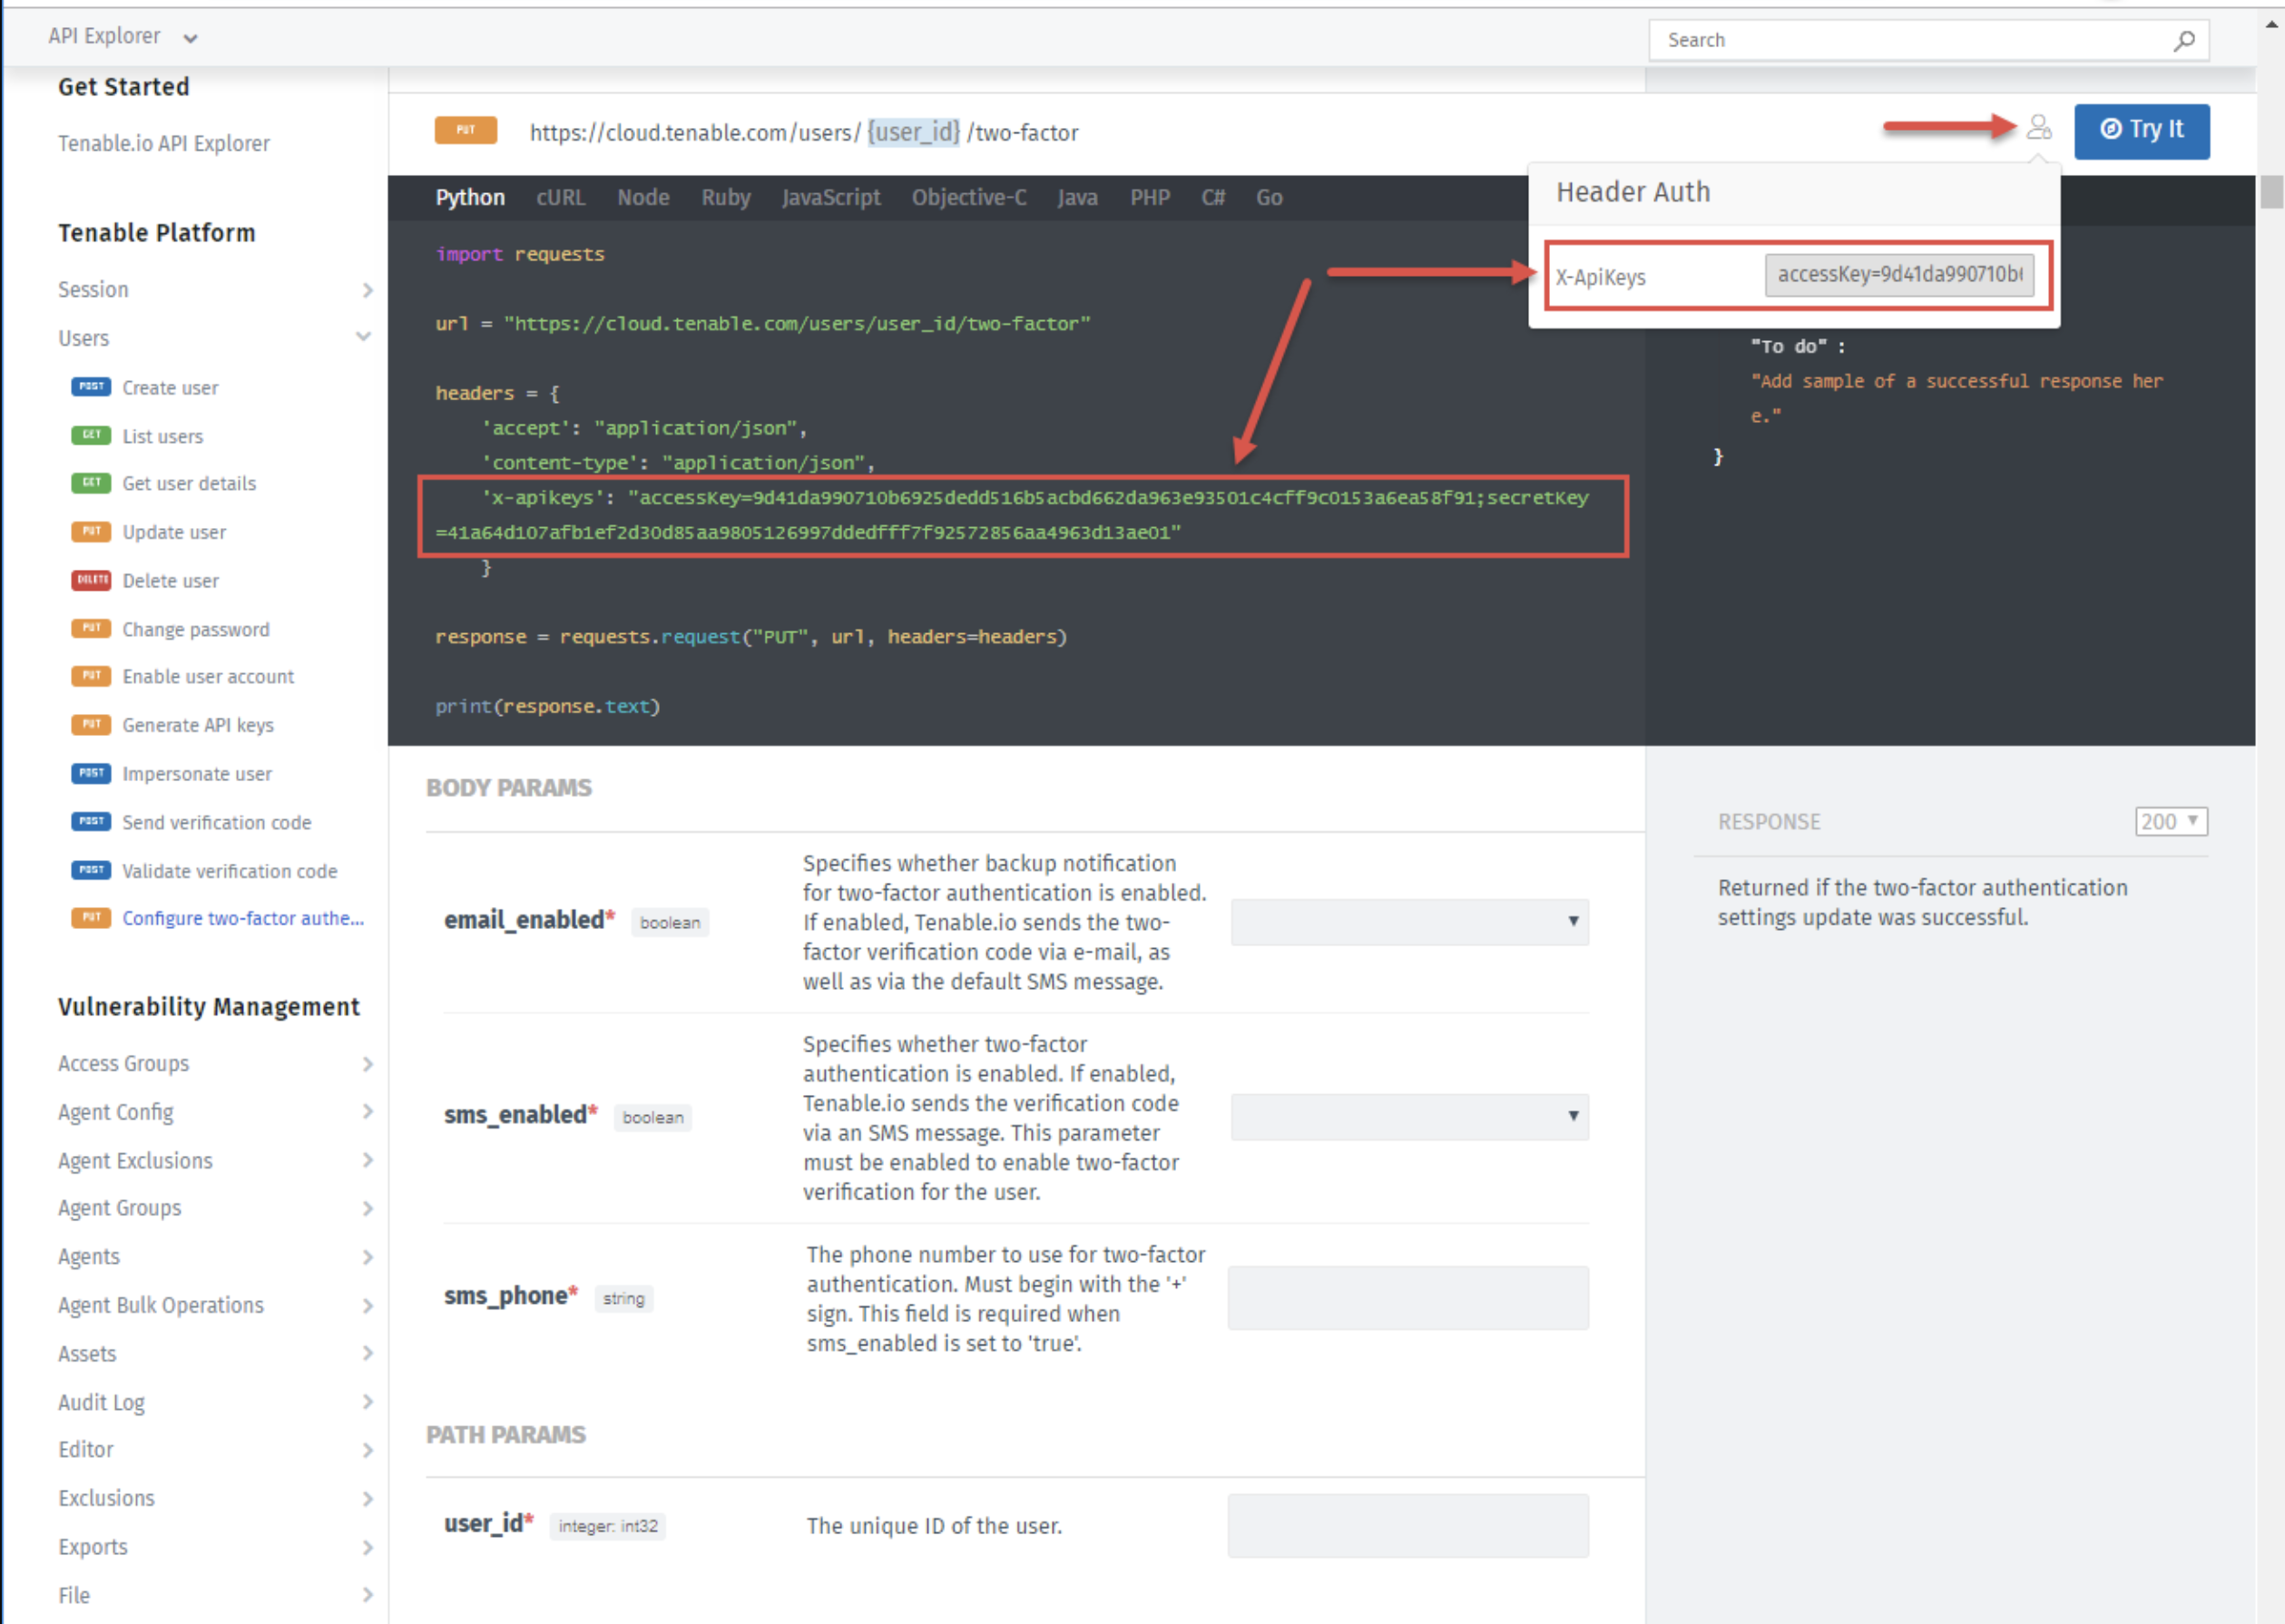 API Explorer
Search
Get Started
Tenable.io API Explorer
Tenable Platform
Session
Users
POST Create user
GET List users
GET Get user details
PUT Update user
DELETE Delete user
PUT Change password
PUT Enable user account
PUT Generate API keys
POST Impersonate user
POST Send verification code
POST Validate verification code
PUT Configure two-factor authe...
Vulnerability Management
Access Groups
Agent Config
Agent Exclusions
Agent Groups
Agents
Agent Bulk Operations
Assets
Audit Log
Editor
Exclusions
Exports
File
PUT https://cloud.tenable.com/users/ {user_id} /two-factor
Try It
Header Auth
X-ApiKeys accessKey=9d41da990710b6
Python cURL Node Ruby JavaScript Objective-C Java PHP C# Go
import requests
url = "https://cloud.tenable.com/users/user_id/two-factor"
headers = {
'accept': "application/json",
'content-type': "application/json",
'x-apikeys': "accessKey=9d41da990710b6925dedd516b5acbd662da963e93501c4cff9c0153a6ea58f91;secretKey
=41a64d107afb1ef2d30d85aa9805126997ddedfff7f92572856aa4963d13ae01"
}
response = requests.request("PUT", url, headers=headers)
print(response.text)
"To do" :
"Add sample of a successful response her
e."
}
BODY PARAMS
email_enabled* boolean
Specifies whether backup notification
for two-factor authentication is enabled.
If enabled, Tenable.io sends the two-
factor verification code via e-mail, as
well as via the default SMS message.
sms_enabled* boolean
Specifies whether two-factor
authentication is enabled. If enabled,
Tenable.io sends the verification code
via an SMS message. This parameter
must be enabled to enable two-factor
verification for the user.
sms_phone* string
The phone number to use for two-factor
authentication. Must begin with the '+'
sign. This field is required when
sms_enabled is set to 'true'.
PATH PARAMS
user_id* integer: int32
The unique ID of the user.
RESPONSE
200
Returned if the two-factor authentication
settings update was successful.